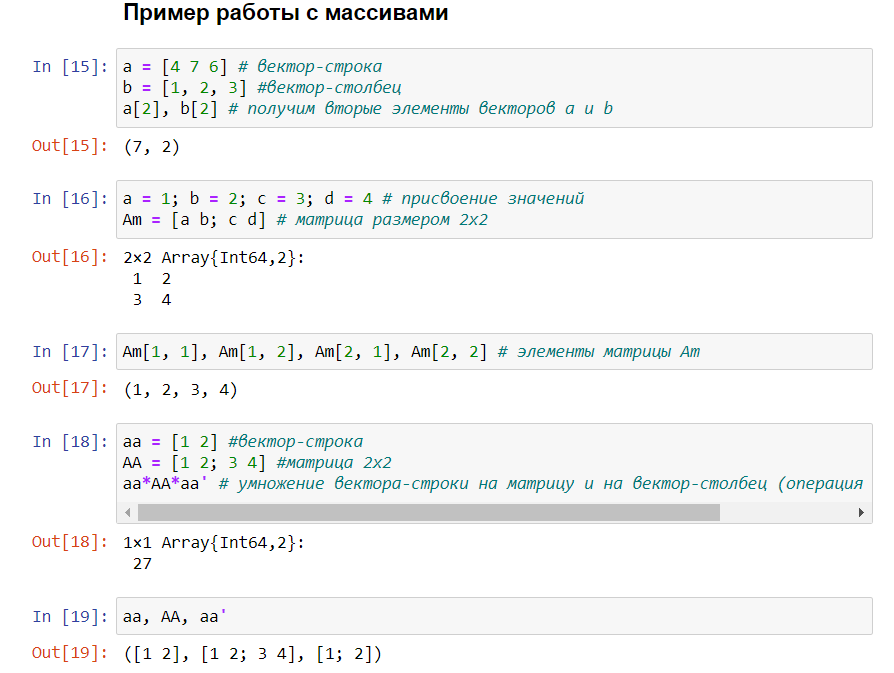 Пример работы с массивами
In [15]: a = [4 7 6] # вектор-строка
b = [1, 2, 3] #вектор-столбец
a[2], b[2] # получим вторые элементы векторов a и b
Out[15]: (7, 2)
In [16]: a = 1; b = 2; c = 3; d = 4 # присвоение значений
Am = [a b; c d] # матрица размером 2x2
Out[16]: 2×2 Array{Int64,2}:
1 2
3 4
In [17]: Am[1, 1], Am[1, 2], Am[2, 1], Am[2, 2] # элементы матрицы Am
Out[17]: (1, 2, 3, 4)
In [18]: aa = [1 2] #вектор-строка
AA = [1 2; 3 4] #матрица 2x2
aa*AA*aa' # умножение вектора-строки на матрицу и на вектор-столбец (операция
Out[18]: 1×1 Array{Int64,2}:
27
In [19]: aa, AA, aa'
Out[19]: ([1 2], [1 2; 3 4], [1; 2])